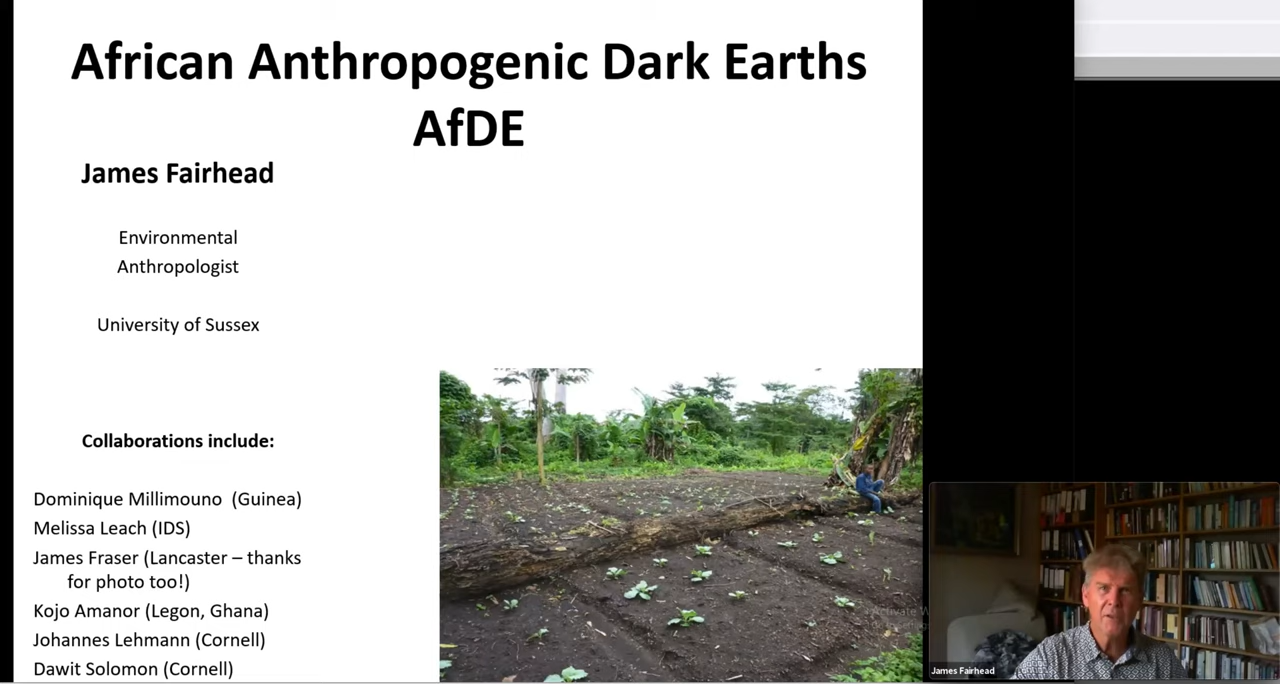 African Anthropogenic Dark Earths
AfDE
James Fairhead
Environmental
Anthropologist
University of Sussex
Collaborations include:
Dominique Millimouno (Guinea)
Melissa Leach (IDS)
James Fraser (Lancaster – thanks
for photo too!)
Kojo Amanor (Legon, Ghana)
Johannes Lehmann (Cornell)
Dawit Solomon (Cornell)
Activate W
James Fairhead